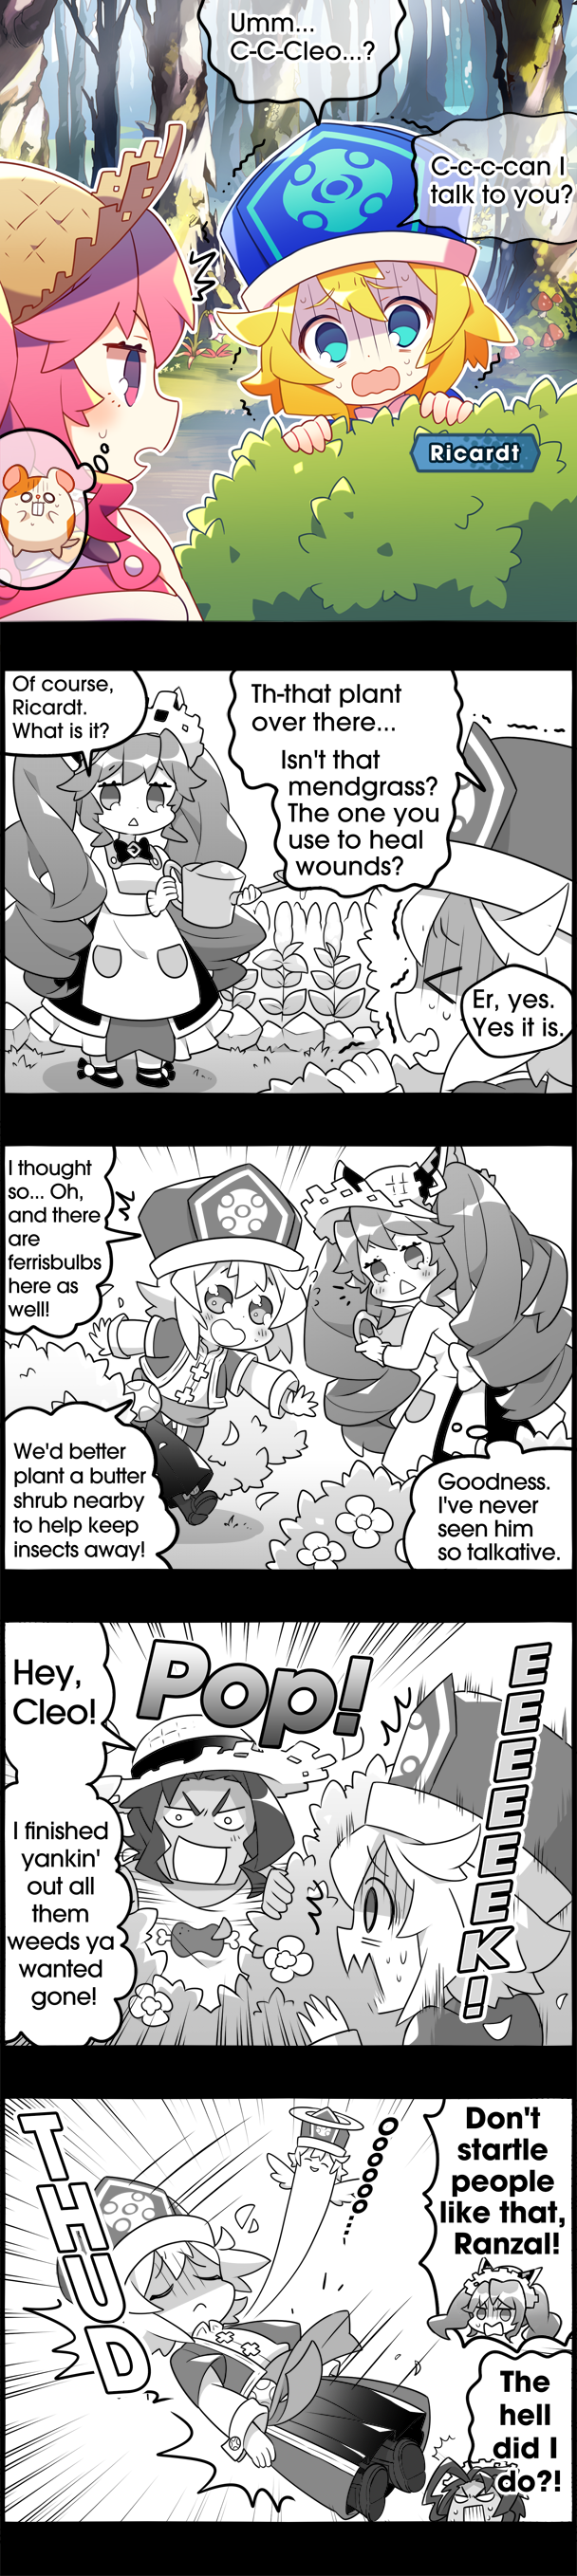 Umm...
C-C-Cleo...?
C-c-c-can I
talk to you?
Ricardt
Of course,
Ricardt.
What is it?
Th-that plant
over there...
Isn't that
mendgrass?
The one you
use to heal
wounds?
Er, yes.
Yes it is.
I thought
so... Oh,
and there
are
ferrisbulbs
here as
well!
We'd better
plant a butter
shrub nearby
to help keep
insects away!
Goodness.
I've never
seen him
so talkative.
Hey,
Cleo!
Pop!
I finished
yankin'
out all
them
weeds ya
wanted
gone!
EEEEEEEK!
THUD
ooooooo...
Don't
startle
people
like that,
Ranzal!
The
hell
did I
do?!